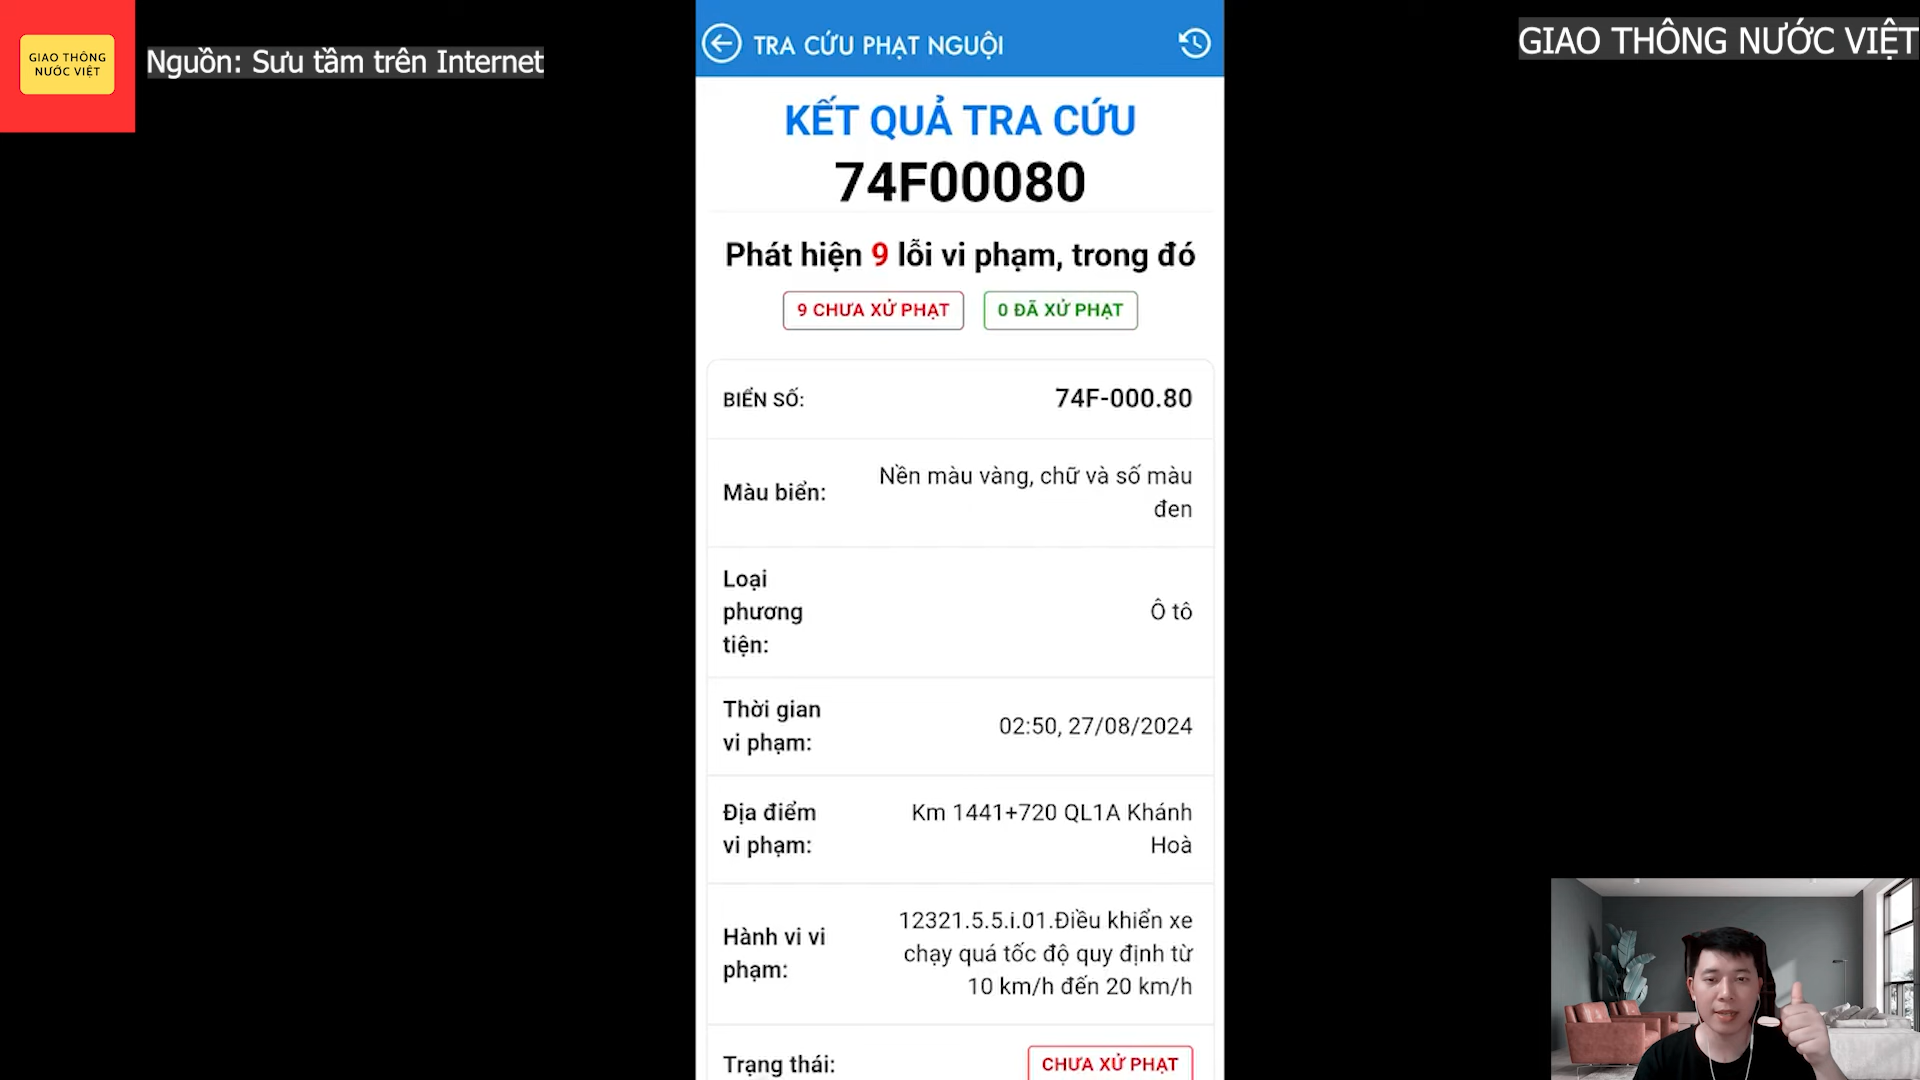 GIAO THÔNG
NƯỚC VIỆT
Nguồn: Sưu tầm trên Internet
GIAO THÔNG NƯỚC VIỆT
TRA CỨU PHẠT NGUỘI
KẾT QUẢ TRA CỨU
74F00080
Phát hiện 9 lỗi vi phạm, trong đó
9 CHƯA XỬ PHẠT
0 ĐÃ XỬ PHẠT
BIỂN SỐ:
74F-000.80
Màu biển:
Nền màu vàng, chữ và số màu
đen
Loại
phương
tiện:
Ô tô
Thời gian
vi phạm:
02:50, 27/08/2024
Địa điểm
vi phạm:
Km 1441+720 QL1A Khánh
Hoà
Hành vi vi
phạm:
12321.5.5.i.01.Điều khiển xe
chạy quá tốc độ quy định từ
10 km/h đến 20 km/h
Trạng thái:
CHƯA XỬ PHẠT